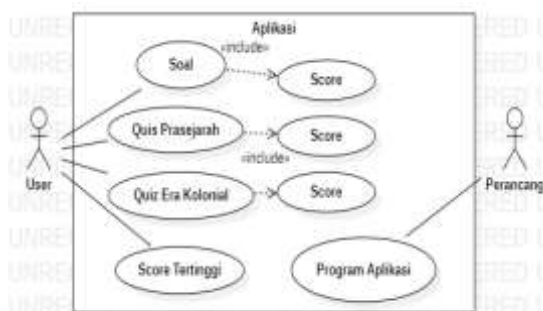 Aplikasi
«include»
Soal
Score
Quis Prasejarah
Score
«include»
User
Quiz Era Kolonial
Score
Perancang
Score Tertinggi
Program Aplikasi